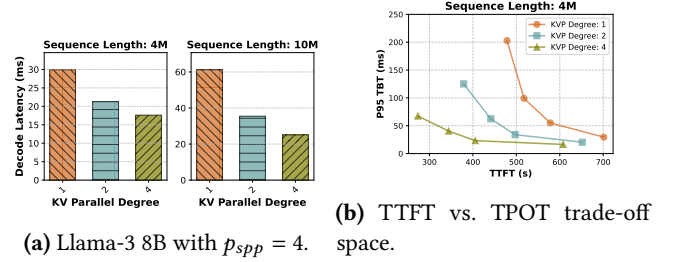 Sequence Length: 4M
Decode Latency (ms)
30
25
20
15
10
5
0
1
2
4
KV Parallel Degree
Sequence Length: 10M
60
40
20
0
1
2
4
KV Parallel Degree
(a) Llama-3 8B with p_{spp} = 4.
Sequence Length: 4M
P95 TBT (ms)
250
200
150
100
50
0
KVP Degree: 1
KVP Degree: 2
KVP Degree: 4
300
400
500
600
700
TTFT (s)
(b) TTFT vs. TPOT trade-off
space.